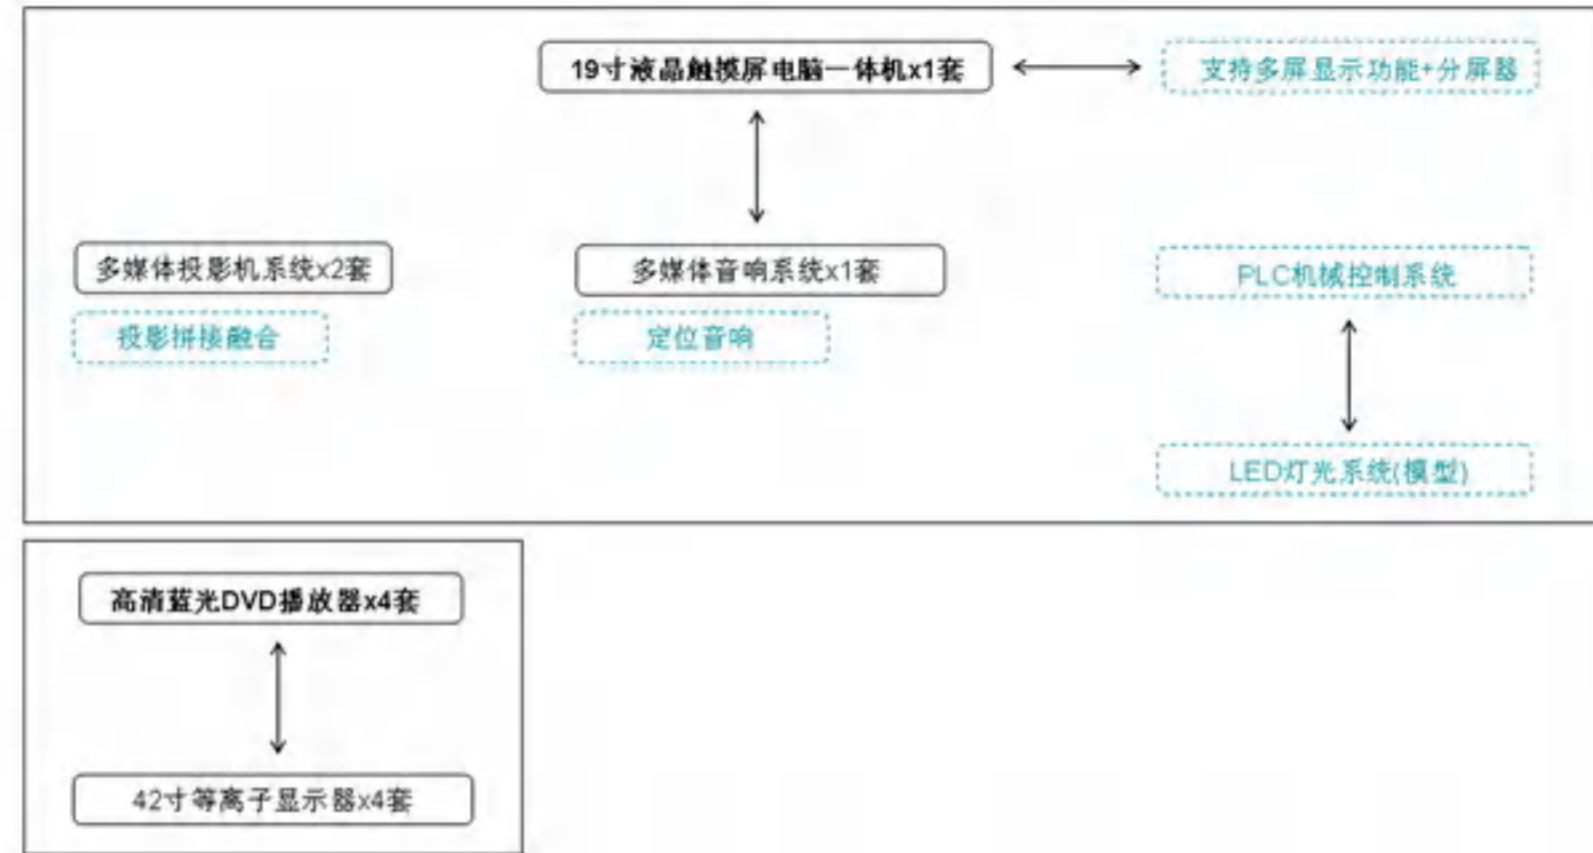 19寸液晶触摸屏电脑一体机x1套
支持多屏显示功能+分屏器
多媒体投影机系统x2套
多媒体音响系统x1套
PLC机械控制系统
投影拼接融合
定位音响
LED灯光系统(模型)
高清蓝光DVD播放器x4套
42寸等离子显示器x4套